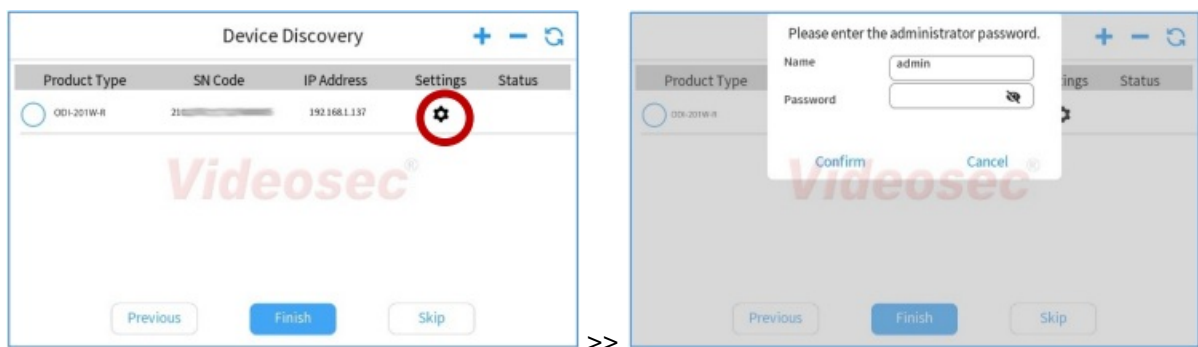 Device Discovery
Product Type SN Code IP Address Settings Status
ODI-201W-R 21 192.168.1.137
Videosec®
Previous Finish Skip
>>
Please enter the administrator password.
Name admin
Password
Confirm Cancel
Product Type tings Status
ODI-201W-R
Videosec®
Previous Finish Skip